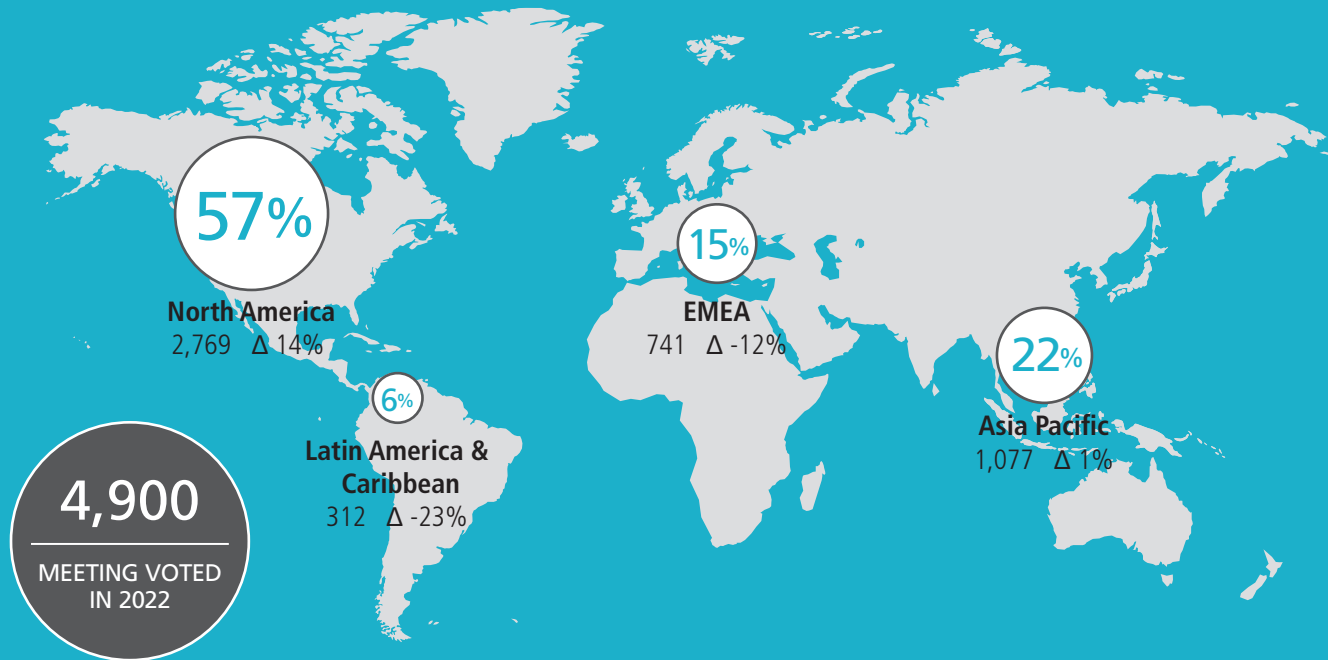 57%
North America
2,769 Δ 14%
15%
EMEA
741 Δ -12%
22%
Asia Pacific
1,077 Δ 1%
6%
Latin America &
Caribbean
312 Δ -23%
4,900
MEETING VOTED
IN 2022